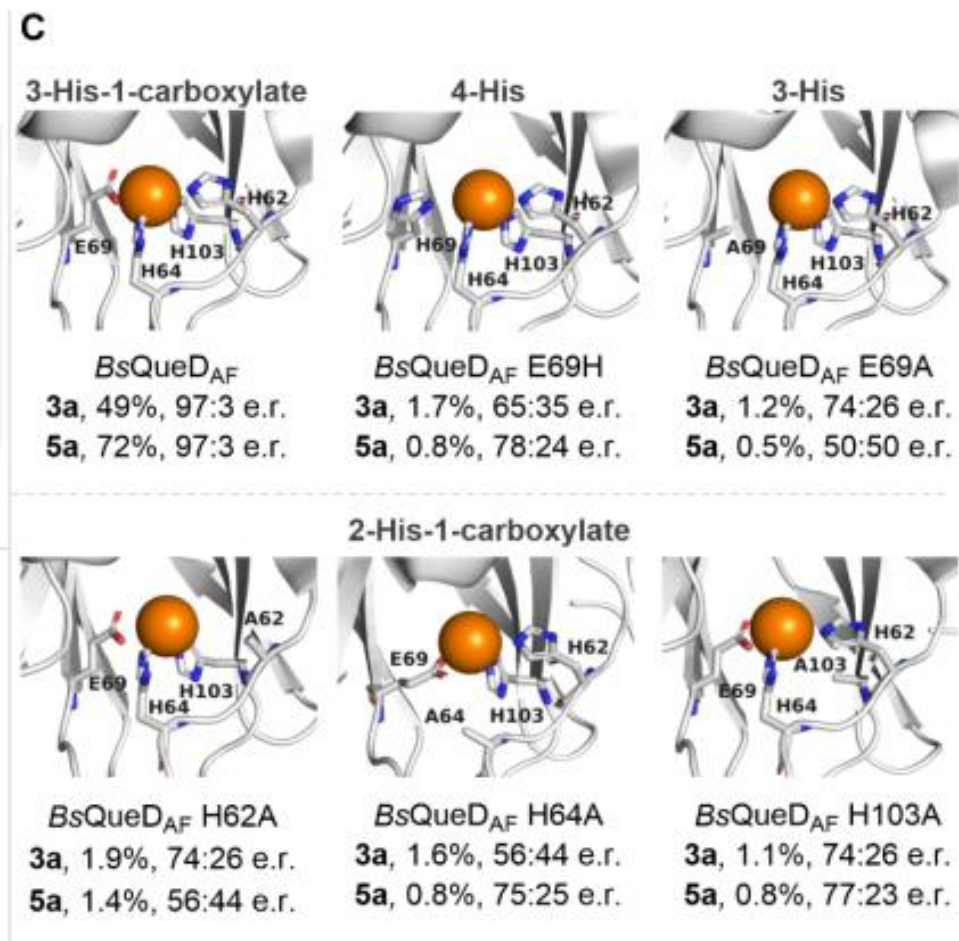 C
3-His-1-carboxylate
4-His
3-His
E69
H64
H103
H62
H69
H64
H103
H62
A69
H64
H103
H62
BsQueDAF
3a, 49%, 97:3 e.r.
5a, 72%, 97:3 e.r.
BsQueDAF E69H
3a, 1.7%, 65:35 e.r.
5a, 0.8%, 78:24 e.r.
BsQueDAF E69A
3a, 1.2%, 74:26 e.r.
5a, 0.5%, 50:50 e.r.
2-His-1-carboxylate
E69
H64
H103
A62
E69
A64
H103
H62
E69
H64
A103
H62
BsQueDAF H62A
3a, 1.9%, 74:26 e.r.
5a, 1.4%, 56:44 e.r.
BsQueDAF H64A
3a, 1.6%, 56:44 e.r.
5a, 0.8%, 75:25 e.r.
BsQueDAF H103A
3a, 1.1%, 74:26 e.r.
5a, 0.8%, 77:23 e.r.